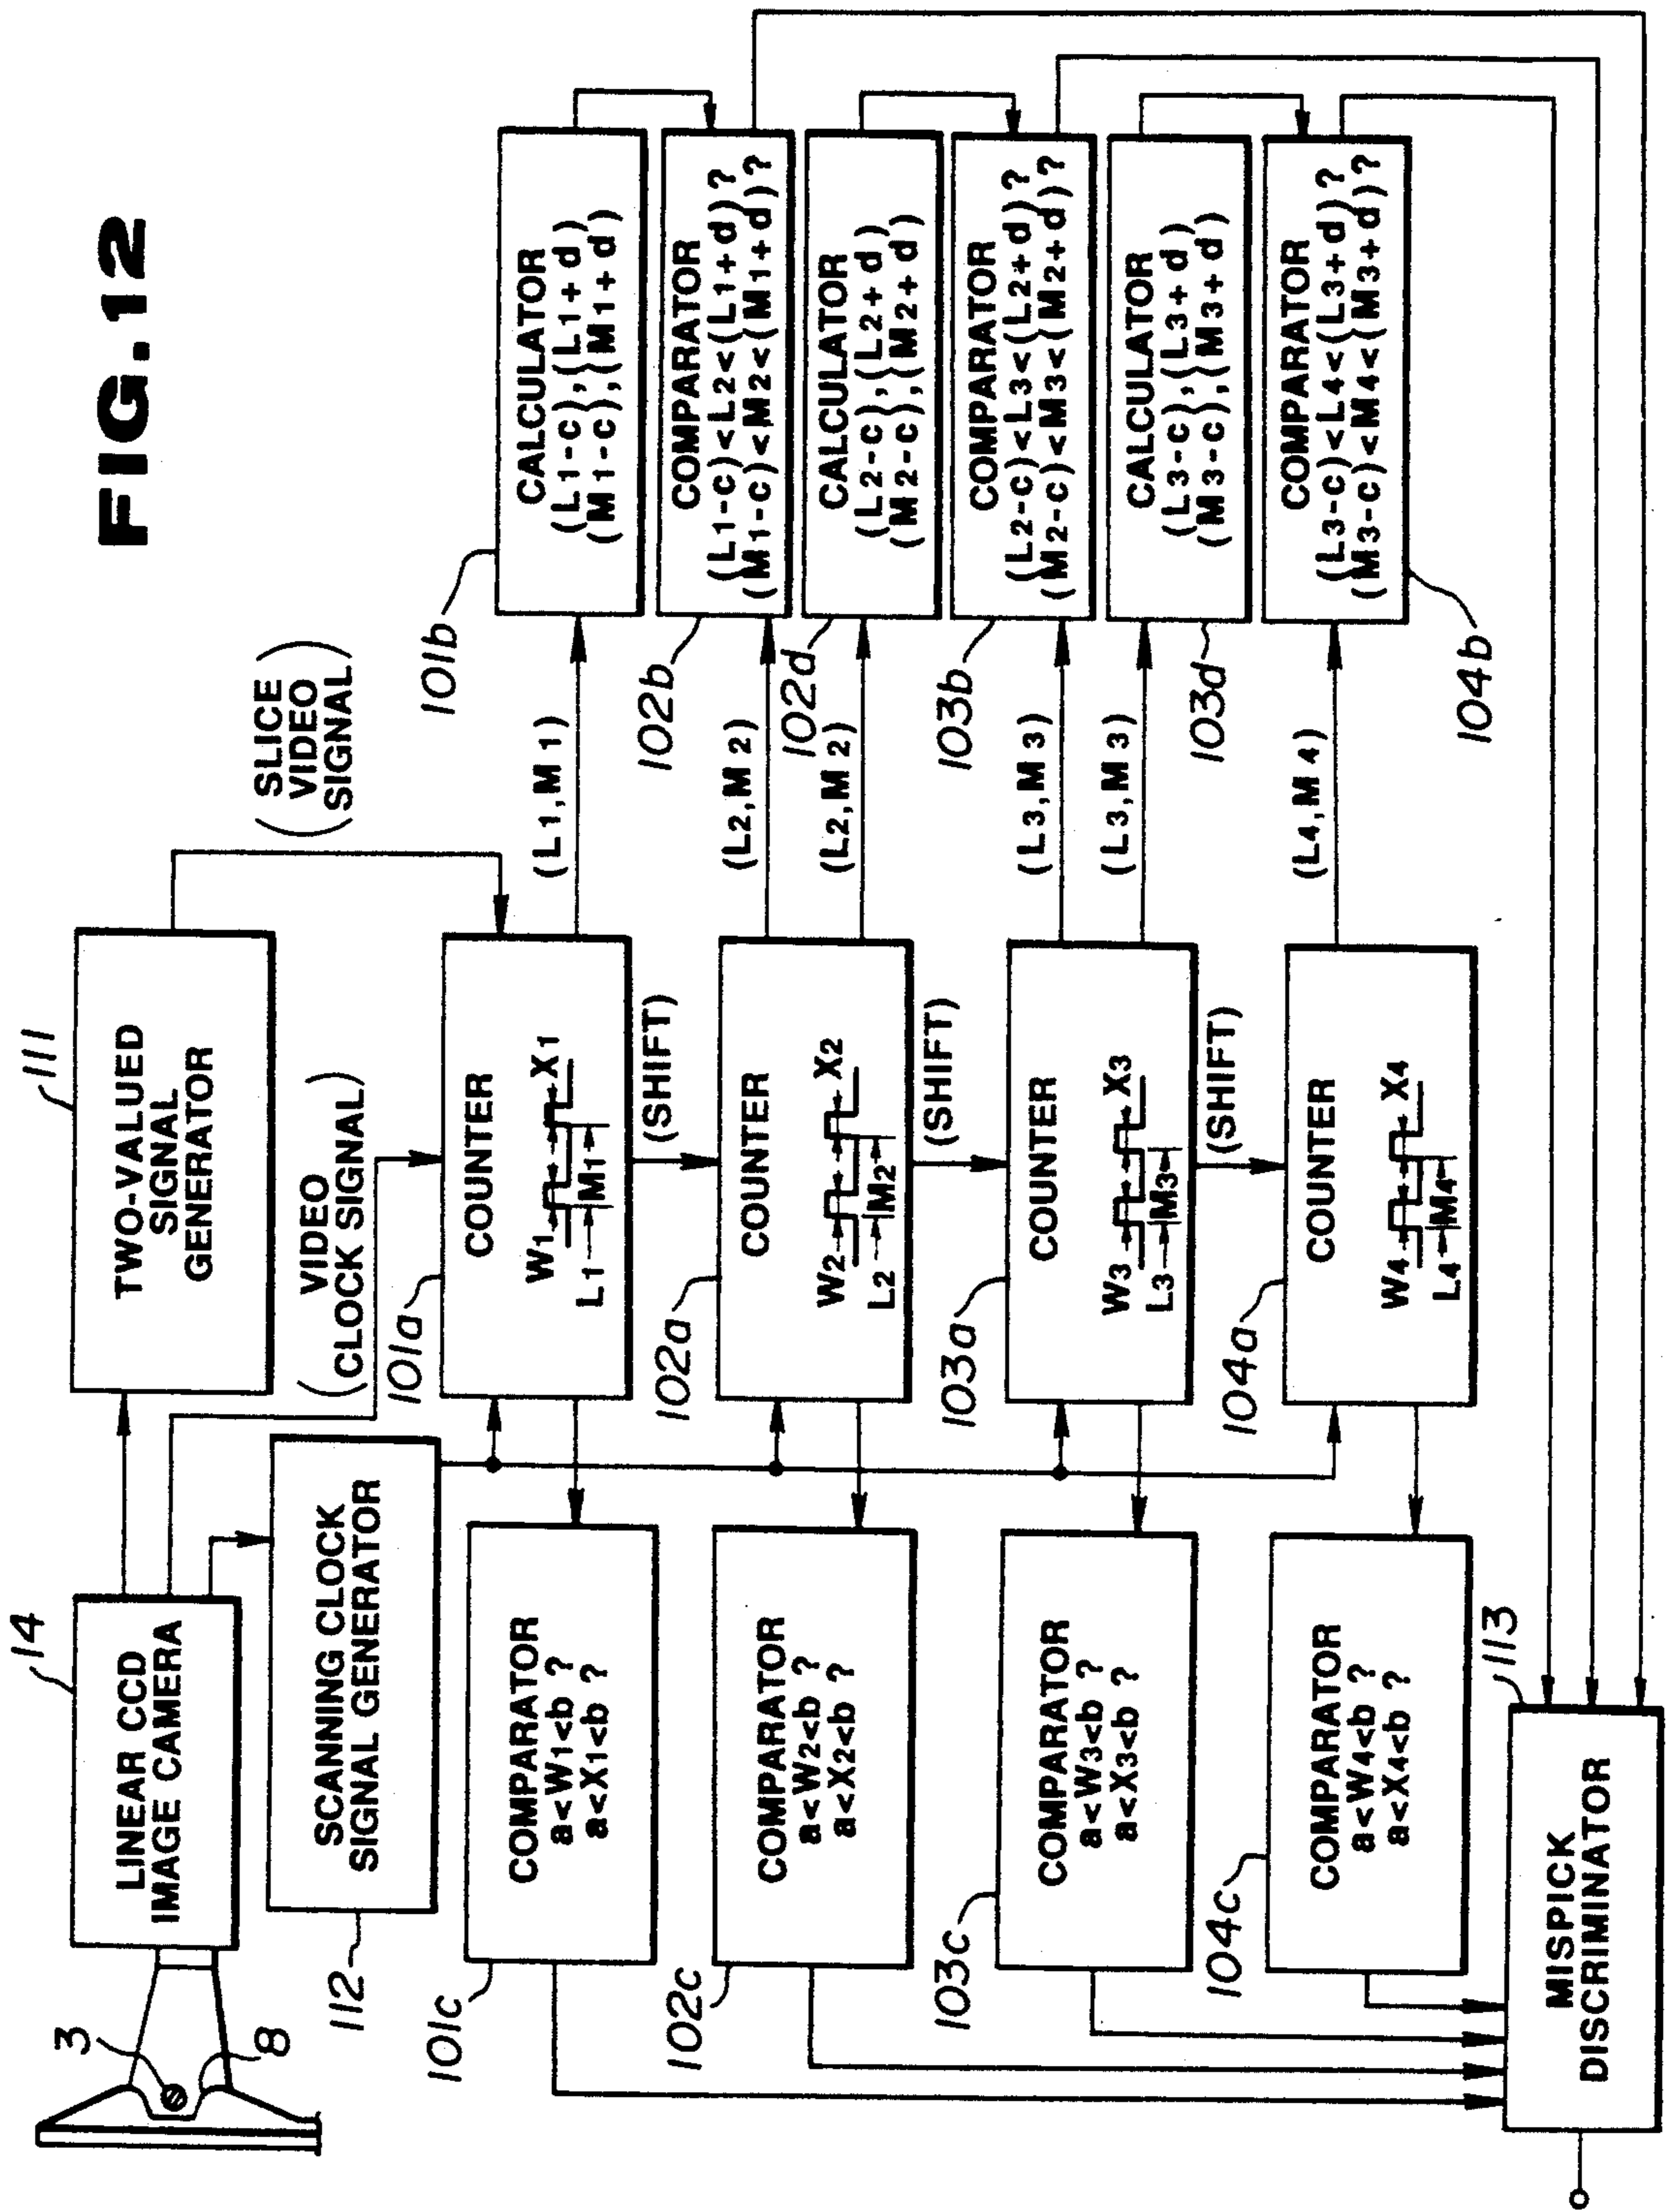 FIG.12
14
LINEAR CCD
IMAGE CAMERA
3
8
111
TWO-VALUED
SIGNAL
GENERATOR
(SLICE
VIDEO
SIGNAL)
VIDEO
(CLOCK SIGNAL)
112
SCANNING CLOCK
SIGNAL GENERATOR
101c
COMPARATOR
a<W1<b ?
a<X1<b ?
101a
COUNTER
W1
X1
L1
M1
(SHIFT)
(L1,M1)
101b
CALCULATOR
(L1-c),(L1+d)
(M1-c),(M1+d)
102c
COMPARATOR
a<W2<b ?
a<X2<b ?
102a
COUNTER
W2
X2
L2
M2
(SHIFT)
(L2,M2)
102b
COMPARATOR
(L1-c)<L2<(L1+d)?
(M1-c)<M2<(M1+d)?
(L2,M2)
102d
CALCULATOR
(L2-c),(L2+d)
(M2-c),(M2+d)
103c
COMPARATOR
a<W3<b ?
a<X3<b ?
103a
COUNTER
W3
X3
L3
M3
(SHIFT)
(L3,M3)
103b
COMPARATOR
(L2-c)<L3<(L2+d)?
(M2-c)<M3<(M2+d)?
(L3,M3)
103d
CALCULATOR
(L3-c),(L3+d)
(M3-c),(M3+d)
104c
COMPARATOR
a<W4<b ?
a<X4<b ?
104a
COUNTER
W4
X4
L4
M4
(L4,M4)
104b
COMPARATOR
(L3-c)<L4<(L3+d)?
(M3-c)<M4<(M3+d)?
113
MISPICK
DISCRIMINATOR